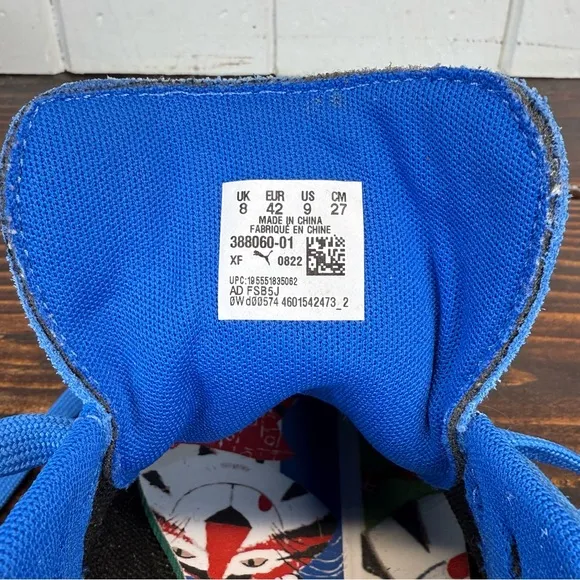 UK EUR US CM
8 42 9 27
MADE IN CHINA
FABRIQUÉ EN CHINE
388060-01
XF 0822
UPC:195551835062
AD FSB5J
0Wd00574 4601542473_2